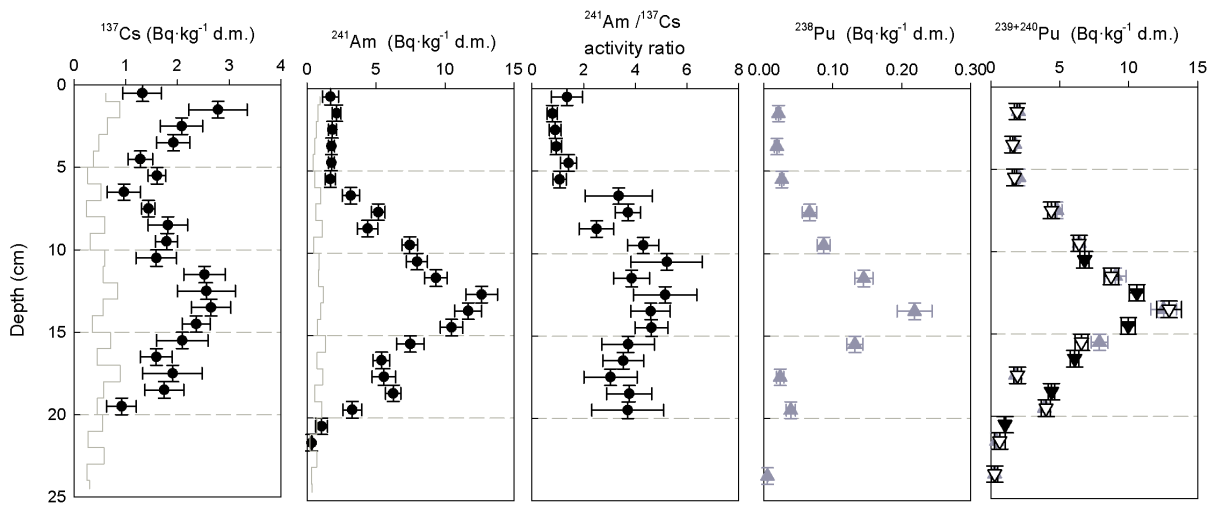 ¹³⁷Cs (Bq·kg⁻¹ d.m.)
²⁴¹Am (Bq·kg⁻¹ d.m.)
²⁴¹Am /¹³⁷Cs
activity ratio
²³⁸Pu (Bq·kg⁻¹ d.m.)
²³⁹⁺²⁴⁰Pu (Bq·kg⁻¹ d.m.)
0 1 2 3 4
0 5 10 15
0 2 4 6 8
0.00 0.10 0.20 0.30
0 5 10 15
0
5
10
15
20
25
Depth (cm)